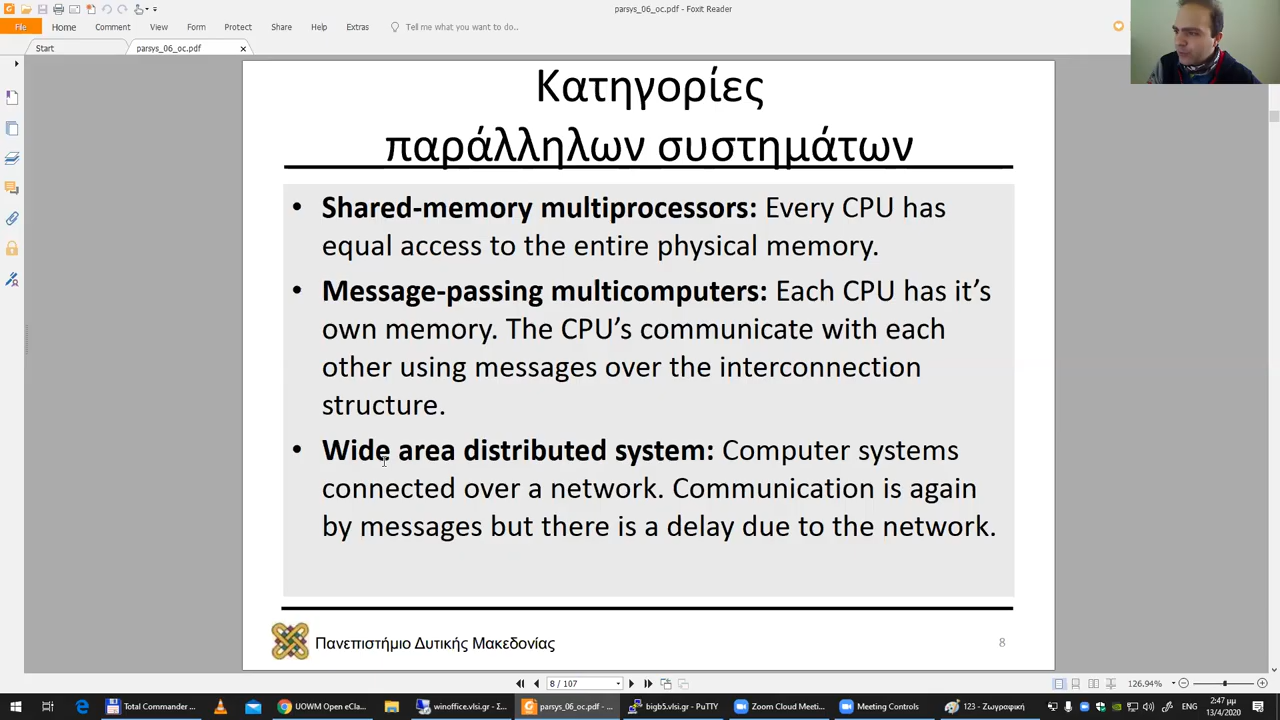 parsys_06_oc.pdf - Foxit Reader
File Home Comment View Form Protect Share Help Extras Tell me what you want to do..
Start parsys_06_oc.pdf
Κατηγορίες
παράλληλων συστημάτων
• Shared-memory multiprocessors: Every CPU has
equal access to the entire physical memory.
• Message-passing multicomputers: Each CPU has it’s
own memory. The CPU’s communicate with each
other using messages over the interconnection
structure.
• Wide area distributed system: Computer systems
connected over a network. Communication is again
by messages but there is a delay due to the network.
Πανεπιστήμιο Δυτικής Μακεδονίας
8
8 / 107
126.94%
Total Commander ... UOWM Open eCla... winoffice.vlsi.gr - Σ... parsys_06_oc.pdf - ... bigb5.vlsi.gr - PuTTY Zoom Cloud Meeti... Meeting Controls 123 - Ζωγραφική
2:47 μμ
13/4/2020